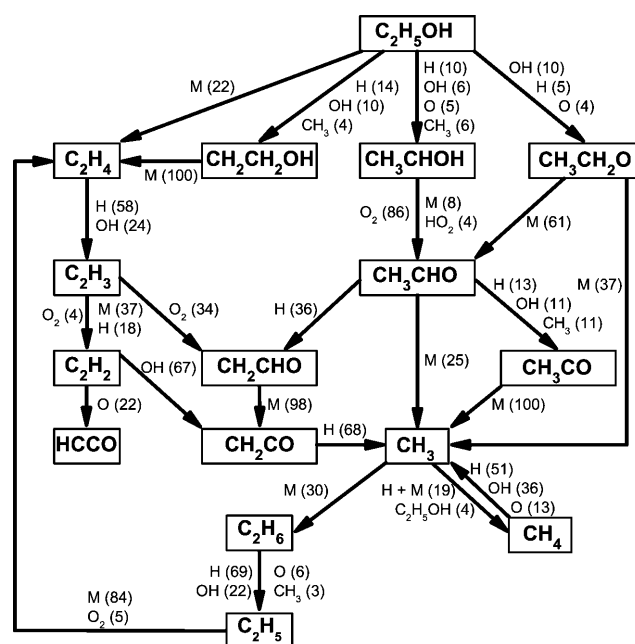 C₂H₅OH
M (22)
H (14)
OH (10)
CH₃ (4)
H (10)
OH (6)
O (5)
CH₃ (6)
OH (10)
H (5)
O (4)
C₂H₄
M (100)
CH₂CH₂OH
CH₃CHOH
CH₃CH₂O
H (58)
OH (24)
O₂ (86)
M (8)
HO₂ (4)
M (61)
M (37)
C₂H₃
CH₃CHO
O₂ (4)
M (37)
H (18)
O₂ (34)
H (36)
M (25)
H (13)
OH (11)
CH₃ (11)
C₂H₂
OH (67)
CH₂CHO
CH₃CO
O (22)
M (98)
M (100)
HCCO
CH₂CO
H (68)
CH₃
M (30)
H + M (19)
C₂H₅OH (4)
H (51)
OH (36)
O (13)
C₂H₆
CH₄
H (69)
OH (22)
O (6)
CH₃ (3)
M (84)
O₂ (5)
C₂H₅